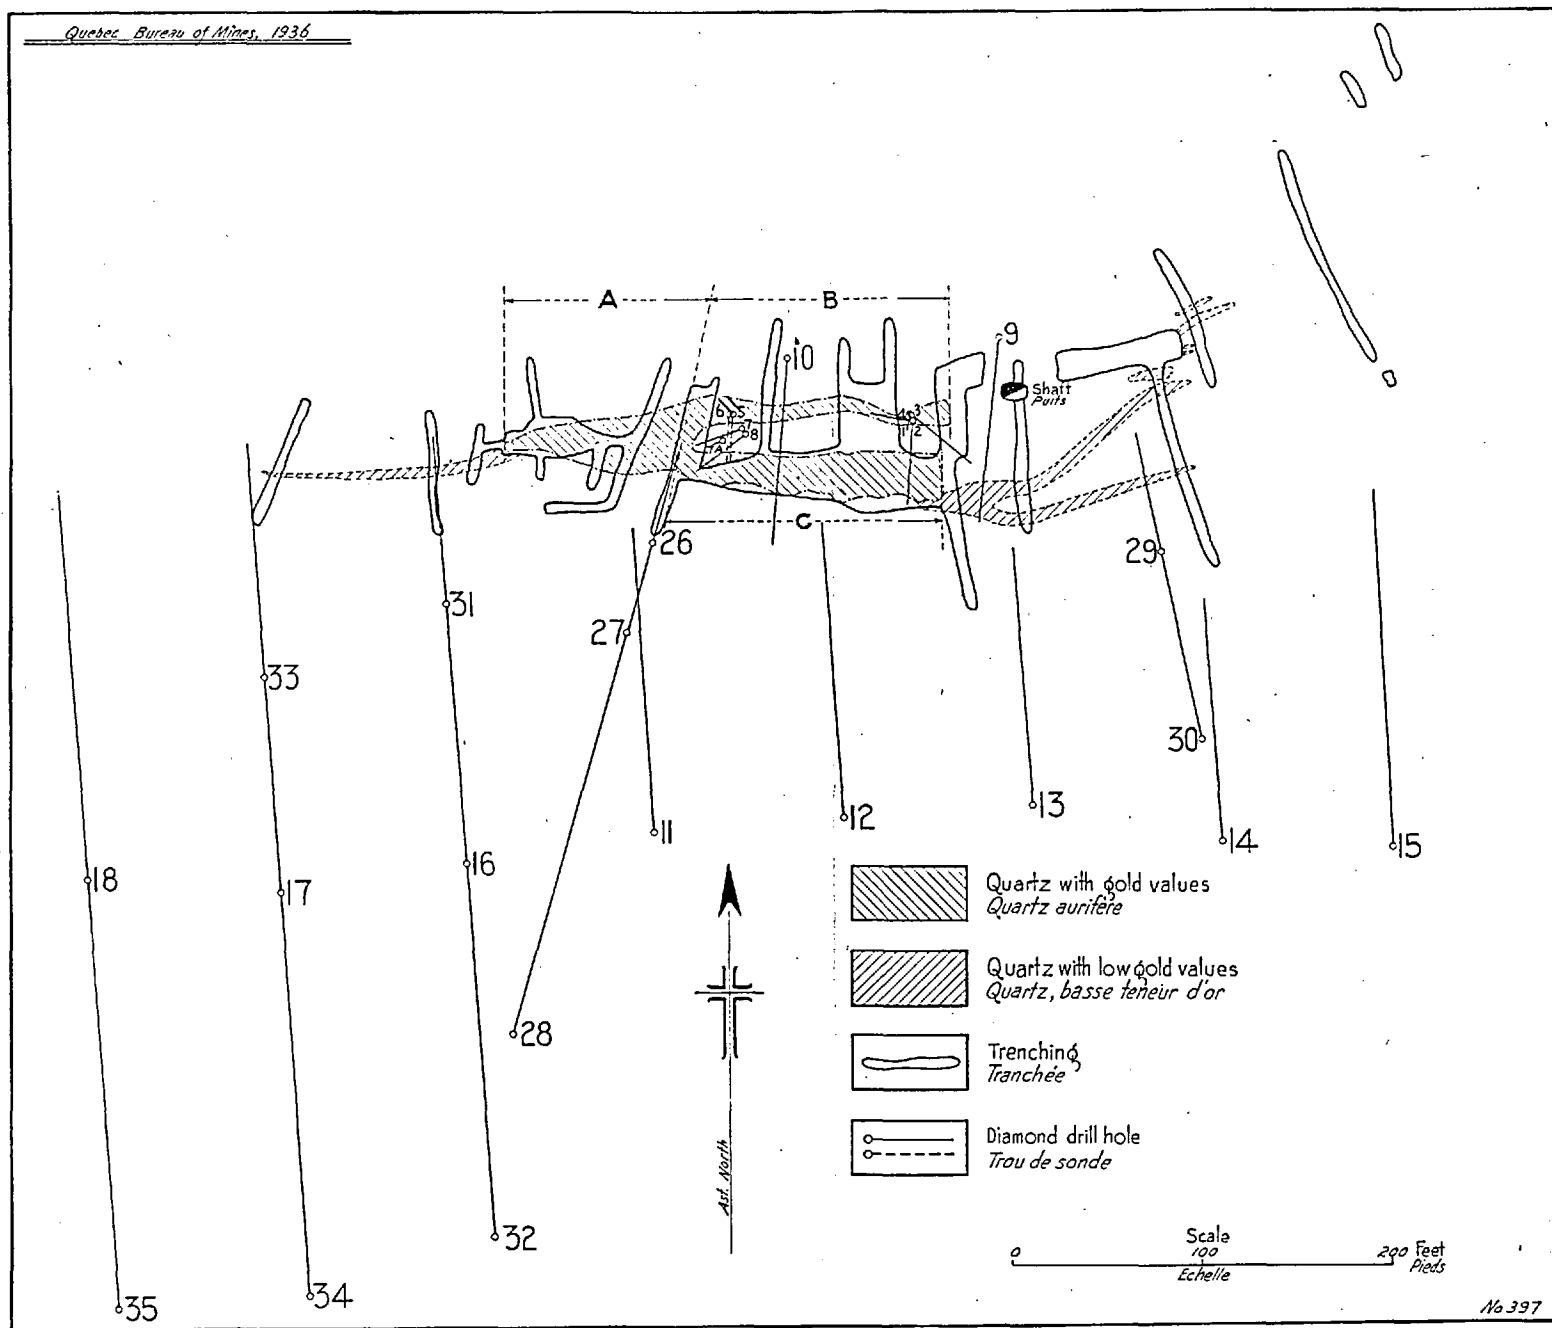 Quebec Bureau of Mines, 1936
A
B
10
9
Shaft
Puits
6
5
7
8
4
3
1
2
C
26
29
31
27
33
30
13
12
11
14
15
16
18
17
Quartz with gold values
Quartz aurifère
Quartz with low gold values
Quartz, basse teneur d'or
28
Trenching
Tranchée
Diamond drill hole
Trou de sonde
Ast. North
32
Scale
0 100 200 Feet
Echelle Pieds
34
35
No 397